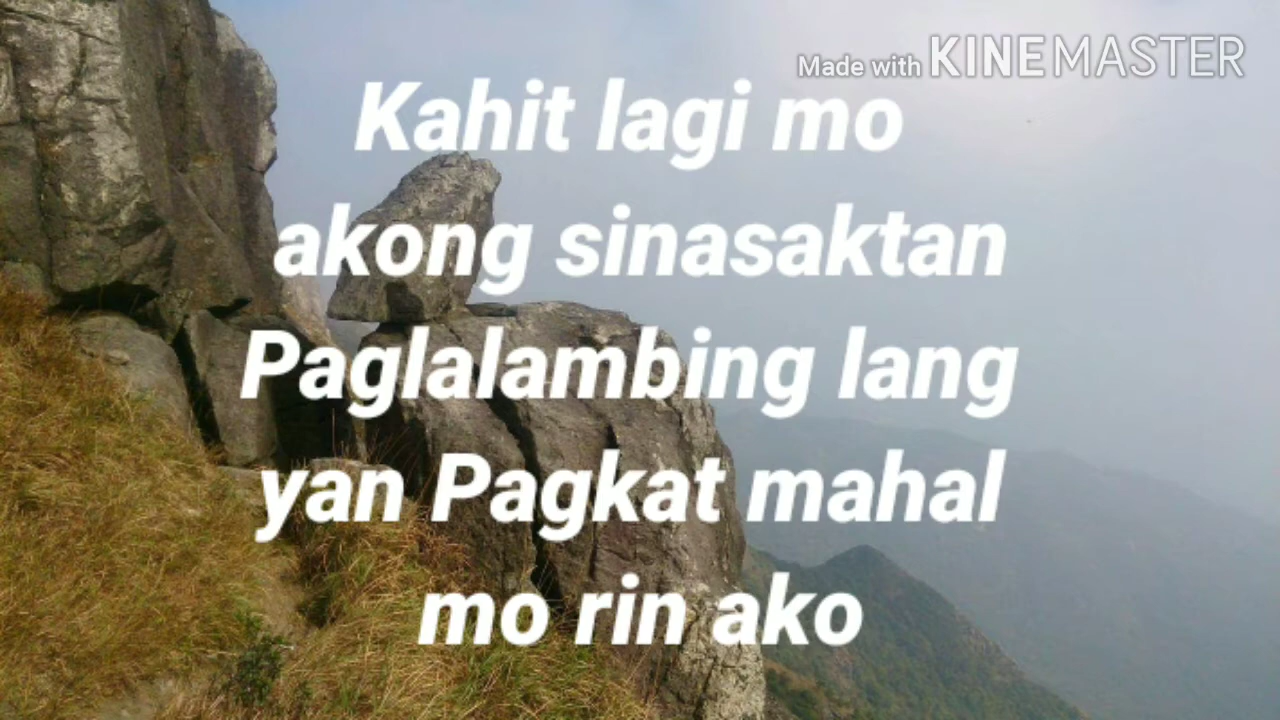 Made with KINEMASTER
Kahit lagi mo
akong sinasaktan
Paglalambing lang
yan Pagkat mahal
mo rin ako